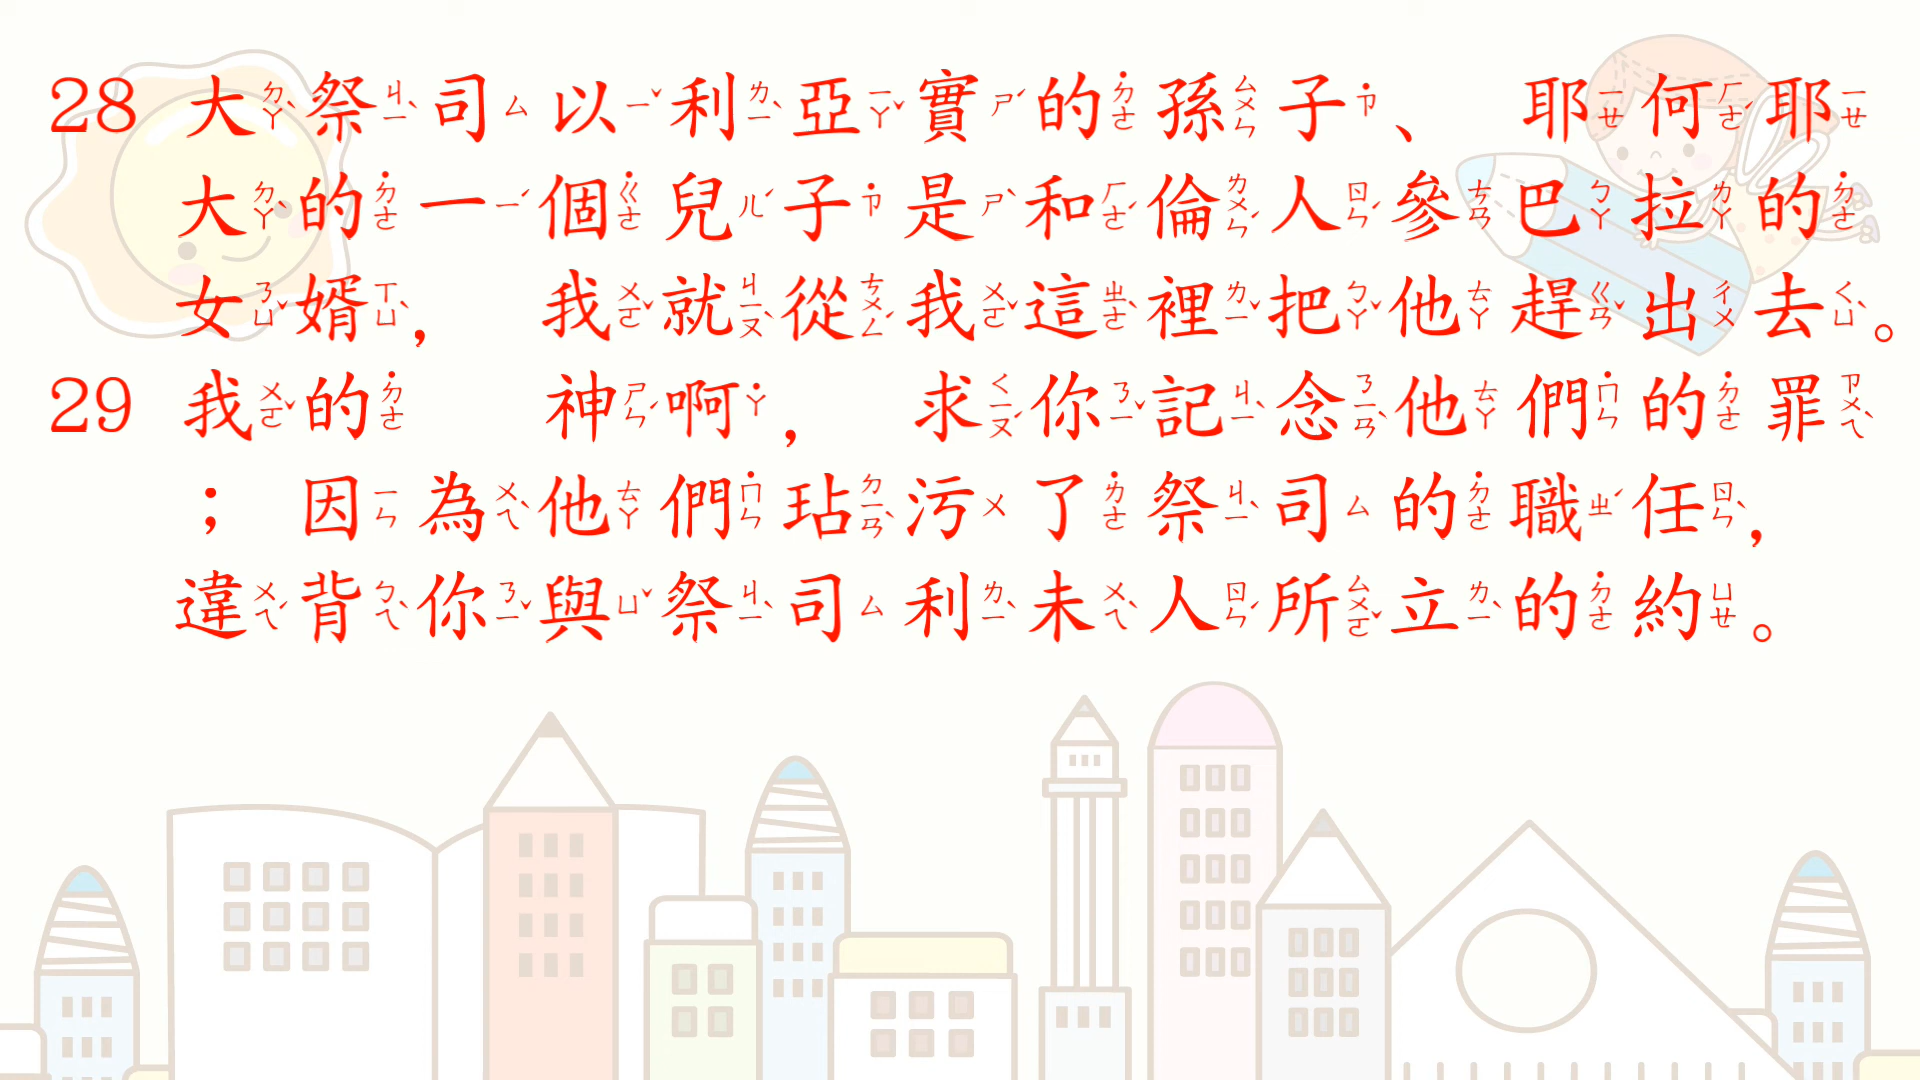 28 大祭司以利亞實的孫子、 耶何耶
大的一個兒子是和倫人參巴拉的
女婿， 我就從我這裡把他趕出去。
29 我的 神啊， 求你記念他們的罪
； 因為他們玷污了祭司的職任，
違背你與祭司利未人所立的約。